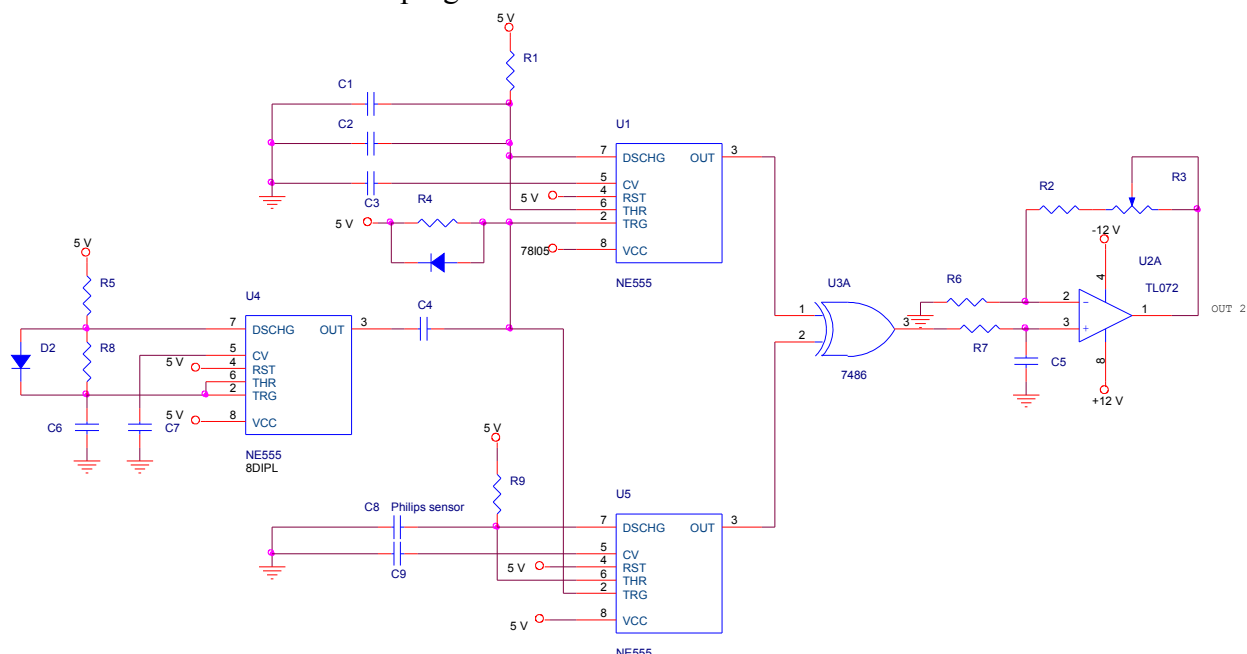 5 V
R1
C1
C2
U1
7 DSCHG OUT 3
5 CV
5 V 4 RST
C3 6 THR
2 TRG
5 V R4
78I05 8 VCC
NE555
R2 R3
-12 V
4
U2A
TL072
2 −
3 +
1
OUT 2
8
+12 V
R6
R7
C5
U3A
1
2
3
7486
5 V
R5
U4
7 DSCHG OUT 3
C4
D2 R8
5 CV
5 V 4 RST
6 THR
2 TRG
C6 C7
5 V 8 VCC
NE555
8DIPL
5 V
R9
U5
C8 Philips sensor
7 DSCHG OUT 3
C9
5 CV
5 V 4 RST
6 THR
2 TRG
5 V 8 VCC
NE555